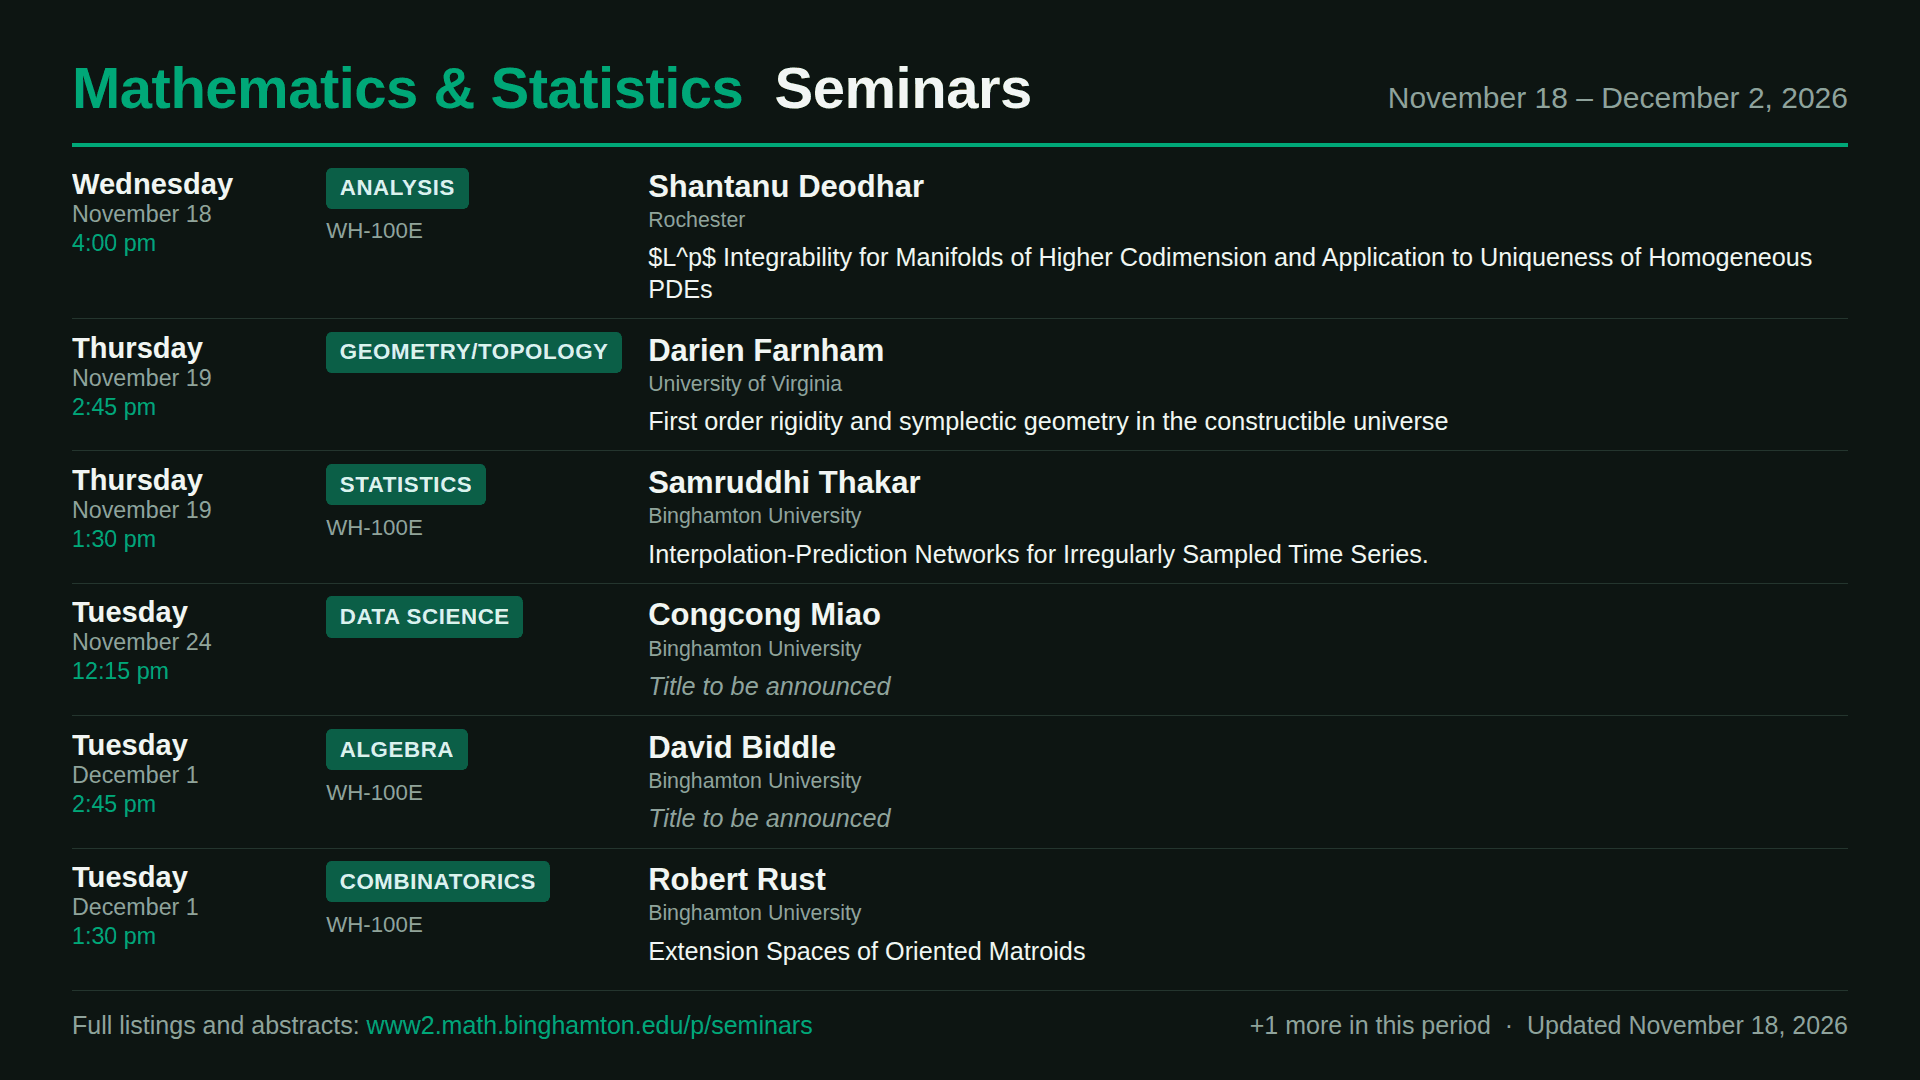 Mathematics & Statistics Seminars
November 18 – December 2, 2026
Wednesday
November 18
4:00 pm
ANALYSIS
WH-100E
Shantanu Deodhar
Rochester
$L^p$ Integrability for Manifolds of Higher Codimension and Application to Uniqueness of Homogeneous
PDEs
Thursday
November 19
2:45 pm
GEOMETRY/TOPOLOGY
Darien Farnham
University of Virginia
First order rigidity and symplectic geometry in the constructible universe
Thursday
November 19
1:30 pm
STATISTICS
WH-100E
Samruddhi Thakar
Binghamton University
Interpolation-Prediction Networks for Irregularly Sampled Time Series.
Tuesday
November 24
12:15 pm
DATA SCIENCE
Congcong Miao
Binghamton University
Title to be announced
Tuesday
December 1
2:45 pm
ALGEBRA
WH-100E
David Biddle
Binghamton University
Title to be announced
Tuesday
December 1
1:30 pm
COMBINATORICS
WH-100E
Robert Rust
Binghamton University
Extension Spaces of Oriented Matroids
Full listings and abstracts: www2.math.binghamton.edu/p/seminars
+1 more in this period · Updated November 18, 2026